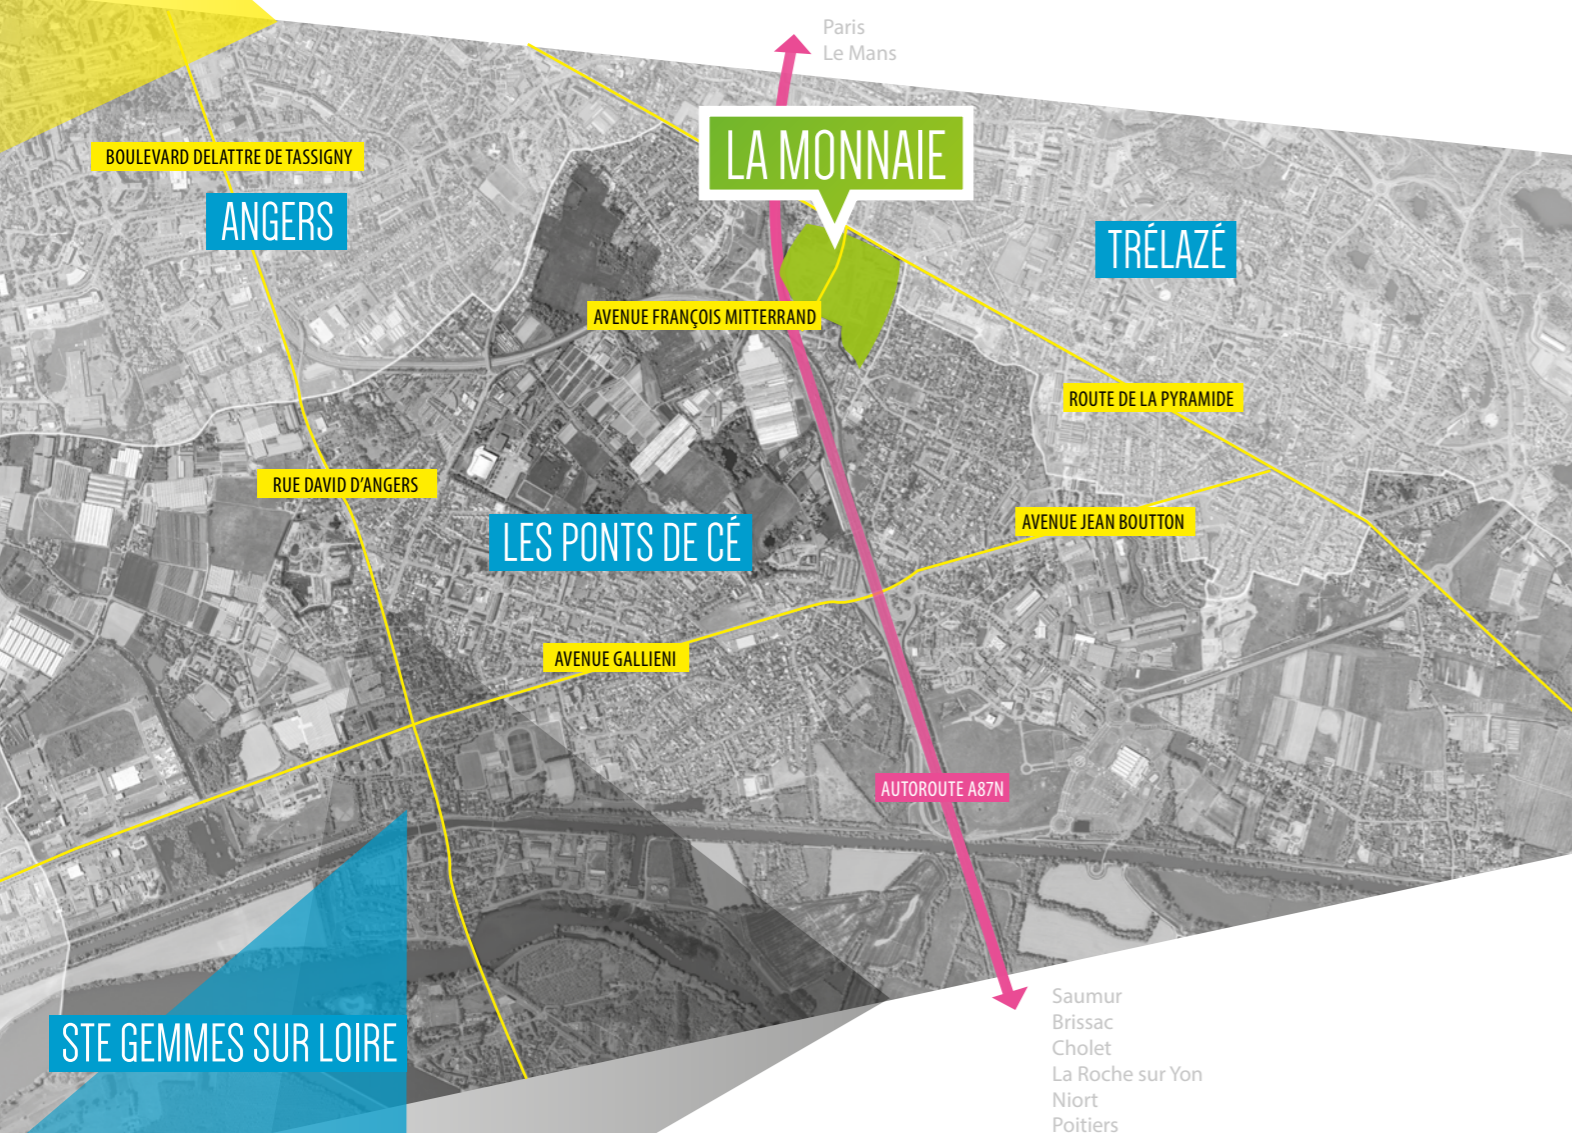 Paris
Le Mans
LA MONNAIE
BOULEVARD DELATTRE DE TASSIGNY
ANGERS
TRÉLAZÉ
AVENUE FRANÇOIS MITTERRAND
ROUTE DE LA PYRAMIDE
RUE DAVID D'ANGERS
AVENUE JEAN BOUTTON
LES PONTS DE CÉ
AVENUE GALLIENI
AUTOROUTE A87N
STE GEMMES SUR LOIRE
Saumur
Brissac
Cholet
La Roche sur Yon
Niort
Poitiers